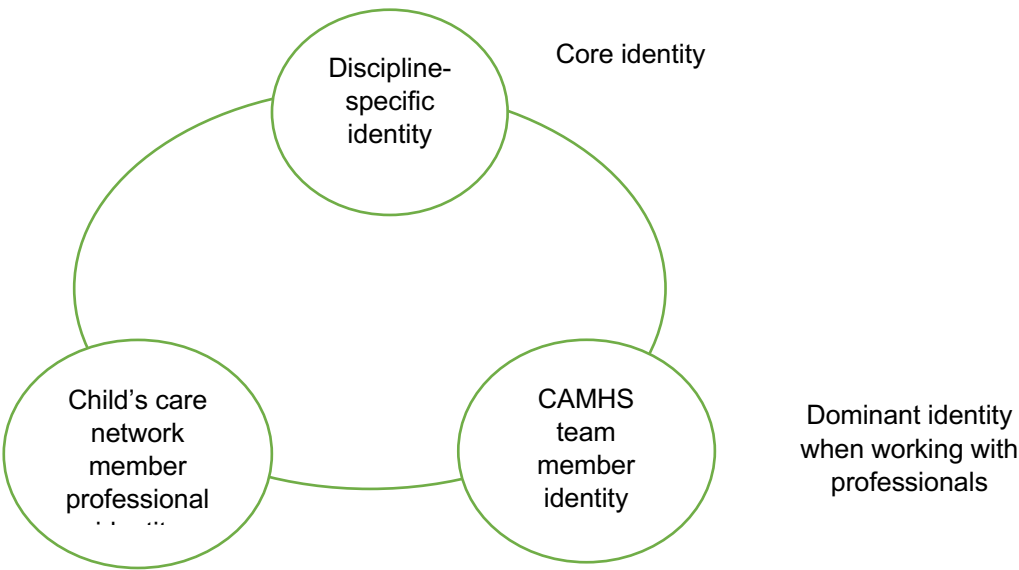 Discipline-
specific
identity
Core identity
Child’s care
network
member
professional
CAMHS
team
member
identity
Dominant identity
when working with
professionals